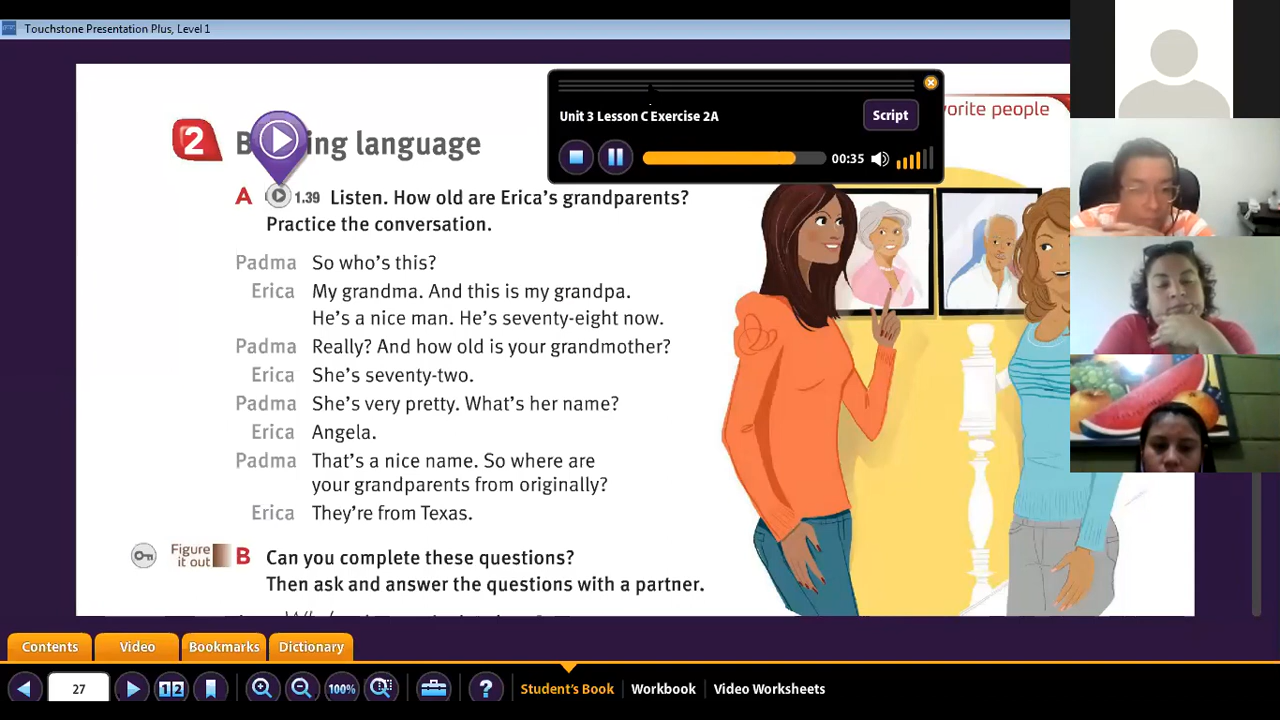 Touchstone Presentation Plus, Level 1
Unit 3 Lesson C Exercise 2A
Script
00:35
vorite people
2
B
ing language
A 1.39 Listen. How old are Erica's grandparents?
Practice the conversation.
Padma So who's this?
Erica My grandma. And this is my grandpa.
He's a nice man. He's seventy-eight now.
Padma Really? And how old is your grandmother?
Erica She's seventy-two.
Padma She's very pretty. What's her name?
Erica Angela.
Padma That's a nice name. So where are
your grandparents from originally?
Erica They're from Texas.
Figure
it out
B Can you complete these questions?
Then ask and answer the questions with a partner.
Contents
Video
Bookmarks
Dictionary
27
12
100%
?
Student's Book
Workbook
Video Worksheets